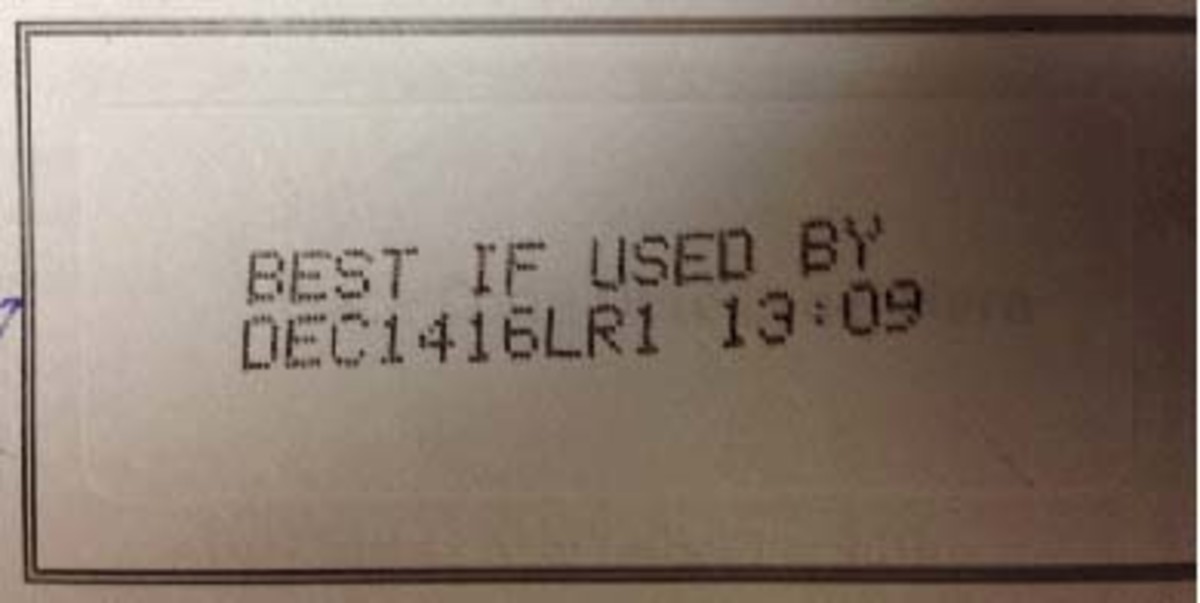 BEST IF USED BY
DEC1416LR1 13:09